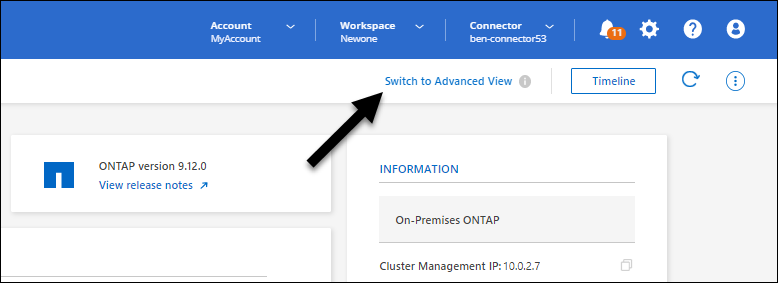 Account
MyAccount
Workspace
Newone
Connector
ben-connector53
11
Switch to Advanced View
Timeline
ONTAP version 9.12.0
View release notes
INFORMATION
On-Premises ONTAP
Cluster Management IP: 10.0.2.7